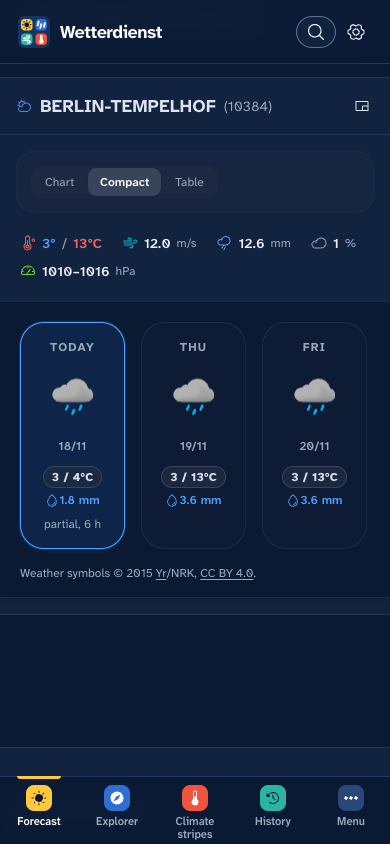 Wetterdienst
BERLIN-TEMPELHOF (10384)
Chart Compact Table
3° / 13°C 12.0 m/s 12.6 mm 1 %
1010–1016 hPa
TODAY THU FRI
18/11 19/11 20/11
3 / 4°C 3 / 13°C 3 / 13°C
1.8 mm 3.6 mm 3.6 mm
partial, 6 h
Weather symbols © 2015 Yr/NRK, CC BY 4.0.
Forecast Explorer Climate stripes History Menu